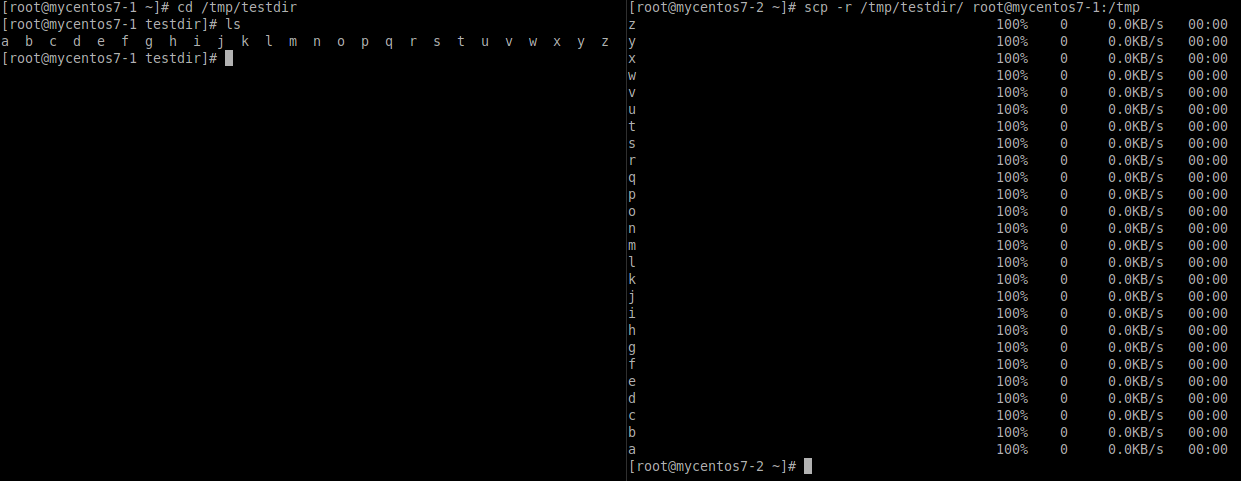 [root@mycentos7-1 ~]# cd /tmp/testdir
[root@mycentos7-1 testdir]# ls
a  b  c  d  e  f  g  h  i  j  k  l  m  n  o  p  q  r  s  t  u  v  w  x  y  z
[root@mycentos7-1 testdir]#
[root@mycentos7-2 ~]# scp -r /tmp/testdir/ root@mycentos7-1:/tmp
z 100% 0 0.0KB/s 00:00
y 100% 0 0.0KB/s 00:00
x 100% 0 0.0KB/s 00:00
w 100% 0 0.0KB/s 00:00
v 100% 0 0.0KB/s 00:00
u 100% 0 0.0KB/s 00:00
t 100% 0 0.0KB/s 00:00
s 100% 0 0.0KB/s 00:00
r 100% 0 0.0KB/s 00:00
q 100% 0 0.0KB/s 00:00
p 100% 0 0.0KB/s 00:00
o 100% 0 0.0KB/s 00:00
n 100% 0 0.0KB/s 00:00
m 100% 0 0.0KB/s 00:00
l 100% 0 0.0KB/s 00:00
k 100% 0 0.0KB/s 00:00
j 100% 0 0.0KB/s 00:00
i 100% 0 0.0KB/s 00:00
h 100% 0 0.0KB/s 00:00
g 100% 0 0.0KB/s 00:00
f 100% 0 0.0KB/s 00:00
e 100% 0 0.0KB/s 00:00
d 100% 0 0.0KB/s 00:00
c 100% 0 0.0KB/s 00:00
b 100% 0 0.0KB/s 00:00
a 100% 0 0.0KB/s 00:00
[root@mycentos7-2 ~]#